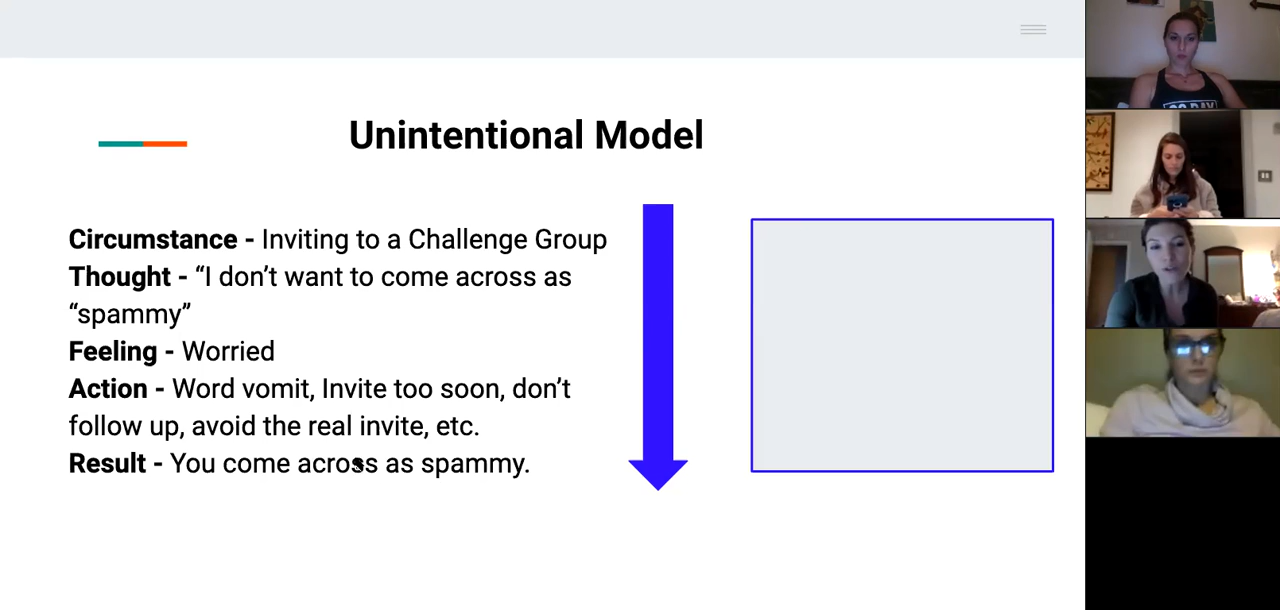 Unintentional Model
Circumstance - Inviting to a Challenge Group
Thought - “I don’t want to come across as
“spammy”
Feeling - Worried
Action - Word vomit, Invite too soon, don’t
follow up, avoid the real invite, etc.
Result - You come across as spammy.
DAY